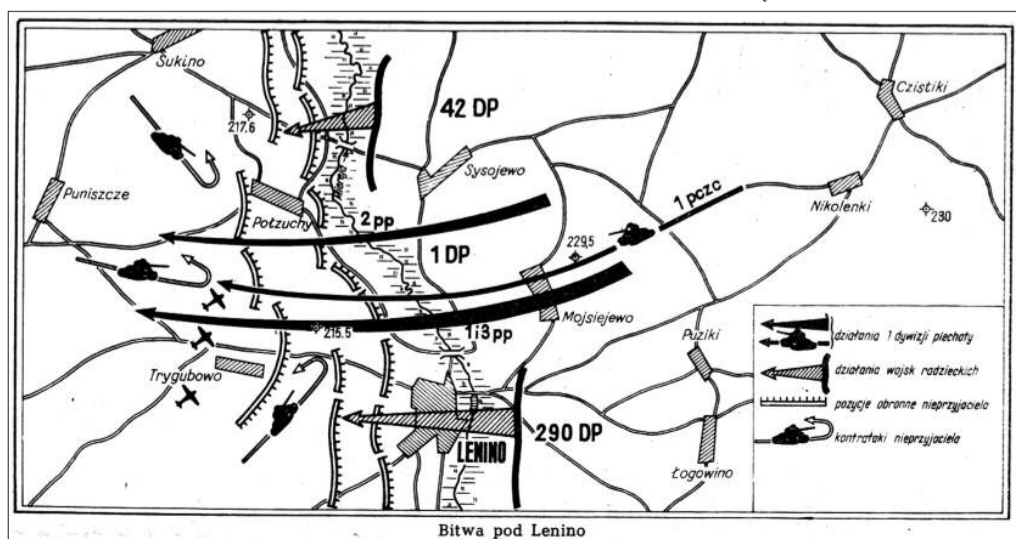 Sukino
42 DP
Czistiki
217.6
Sysojewo
Puniszcze
Połzuchy
Miereja
2 pp
1 pczc
Nikolenki
230
1 DP
229,5
Mojsiejewo
215.5
1i3 pp
Puziki
Trygubowo
290 DP
LENINO
Łogowino
działania 1 dywizji piechoty
działania wojsk radzieckich
pozycje obronne nieprzyjaciela
kontrataki nieprzyjaciela
Bitwa pod Lenino